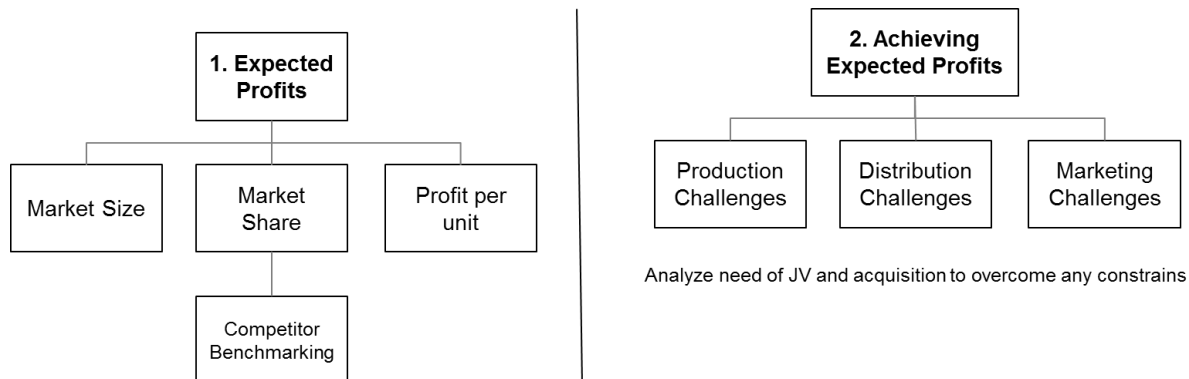 1. Expected
Profits
Market Size
Market
Share
Profit per
unit
Competitor
Benchmarking
2. Achieving
Expected Profits
Production
Challenges
Distribution
Challenges
Marketing
Challenges
Analyze need of JV and acquisition to overcome any constrains